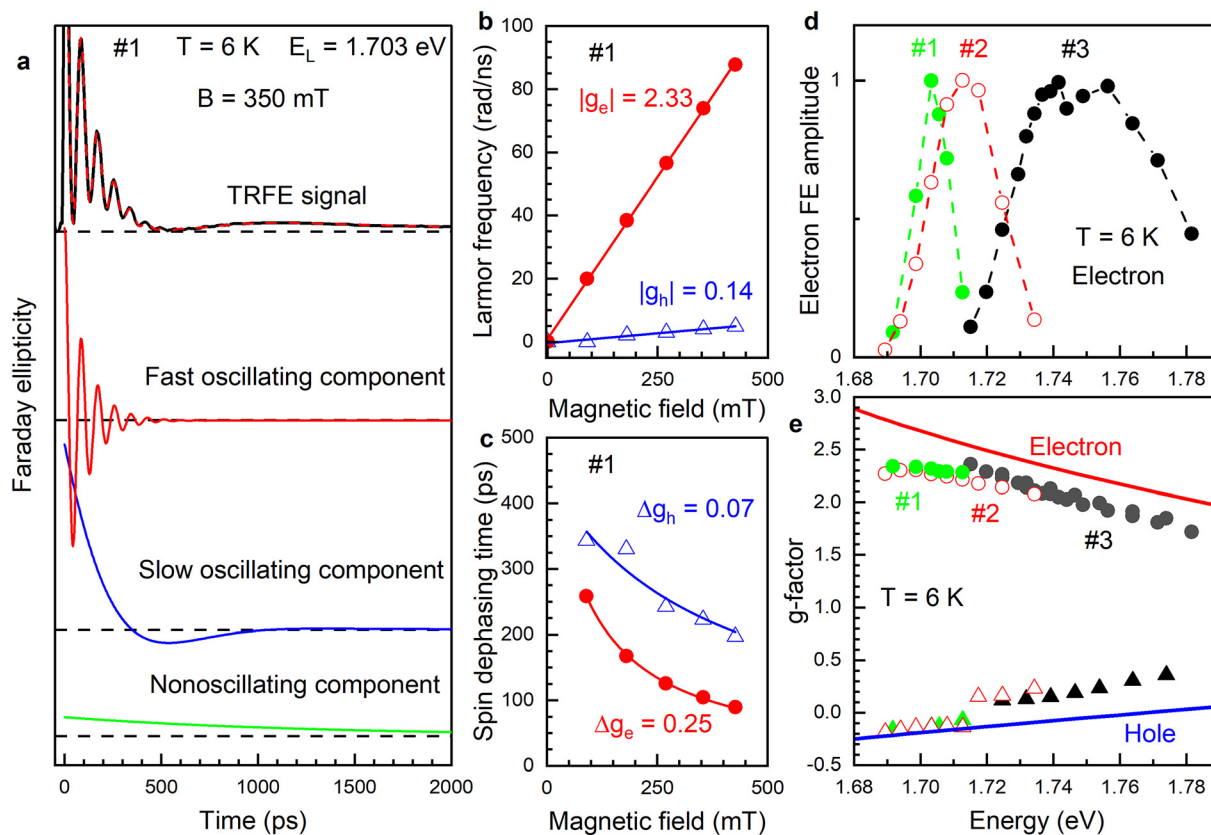 a
#1 T = 6 K E_L = 1.703 eV
B = 350 mT
TRFE signal
Fast oscillating component
Slow oscillating component
Nonoscillating component
Faraday ellipticity
0 500 1000 1500 2000
Time (ps)
b
#1
|g_e| = 2.33
|g_h| = 0.14
Larmor frequency (rad/ns)
100
80
60
40
20
0
0 250 500
Magnetic field (mT)
c
#1
Δg_h = 0.07
Δg_e = 0.25
Spin dephasing time (ps)
500
400
300
200
100
0
0 250 500
Magnetic field (mT)
d
#1
#2
#3
T = 6 K
Electron
Electron FE amplitude
1
0
1.68 1.70 1.72 1.74 1.76 1.78
e
Electron
#1
#2
#3
T = 6 K
Hole
g-factor
3.0
2.5
2.0
1.5
1.0
0.5
0.0
-0.5
1.68 1.70 1.72 1.74 1.76 1.78
Energy (eV)